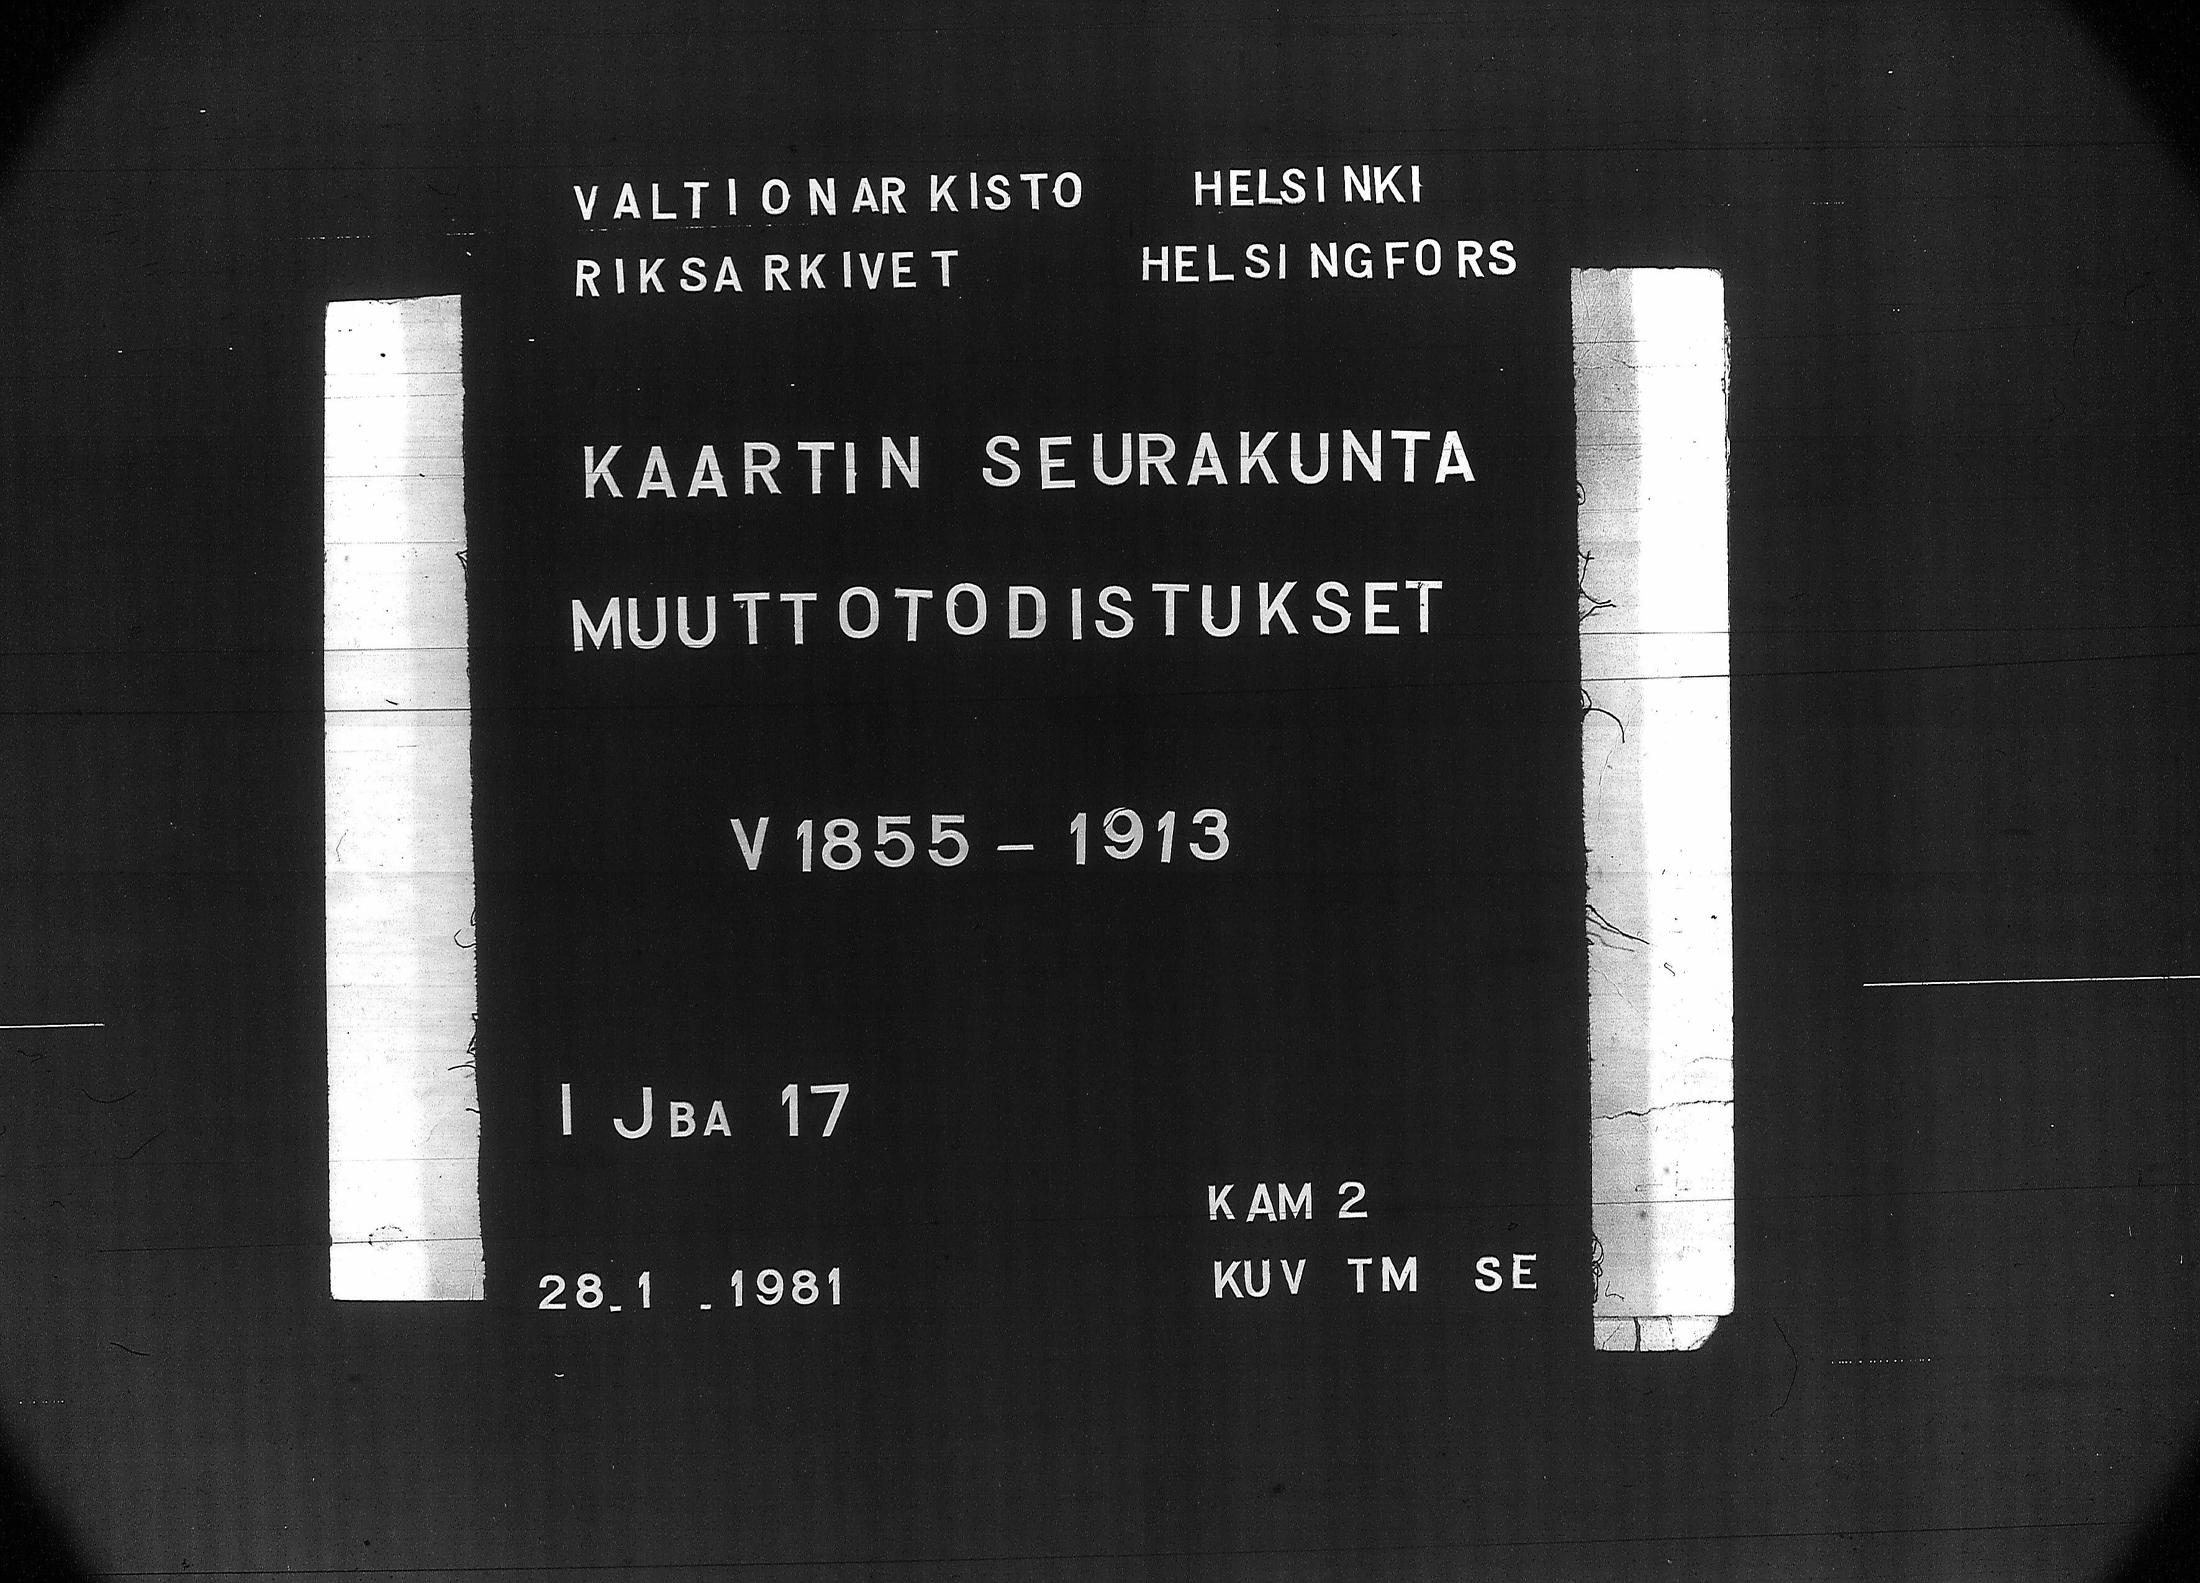 VALTIONARKISTO HELSINKI
RIKSARKIVET HELSINGFORS
KAARTIN SEURAKUNTA
MUUTTOTODISTUKSET
V 1855 – 1913
I JBA 17
KAM 2
28.1 .1981 KUV TM SE